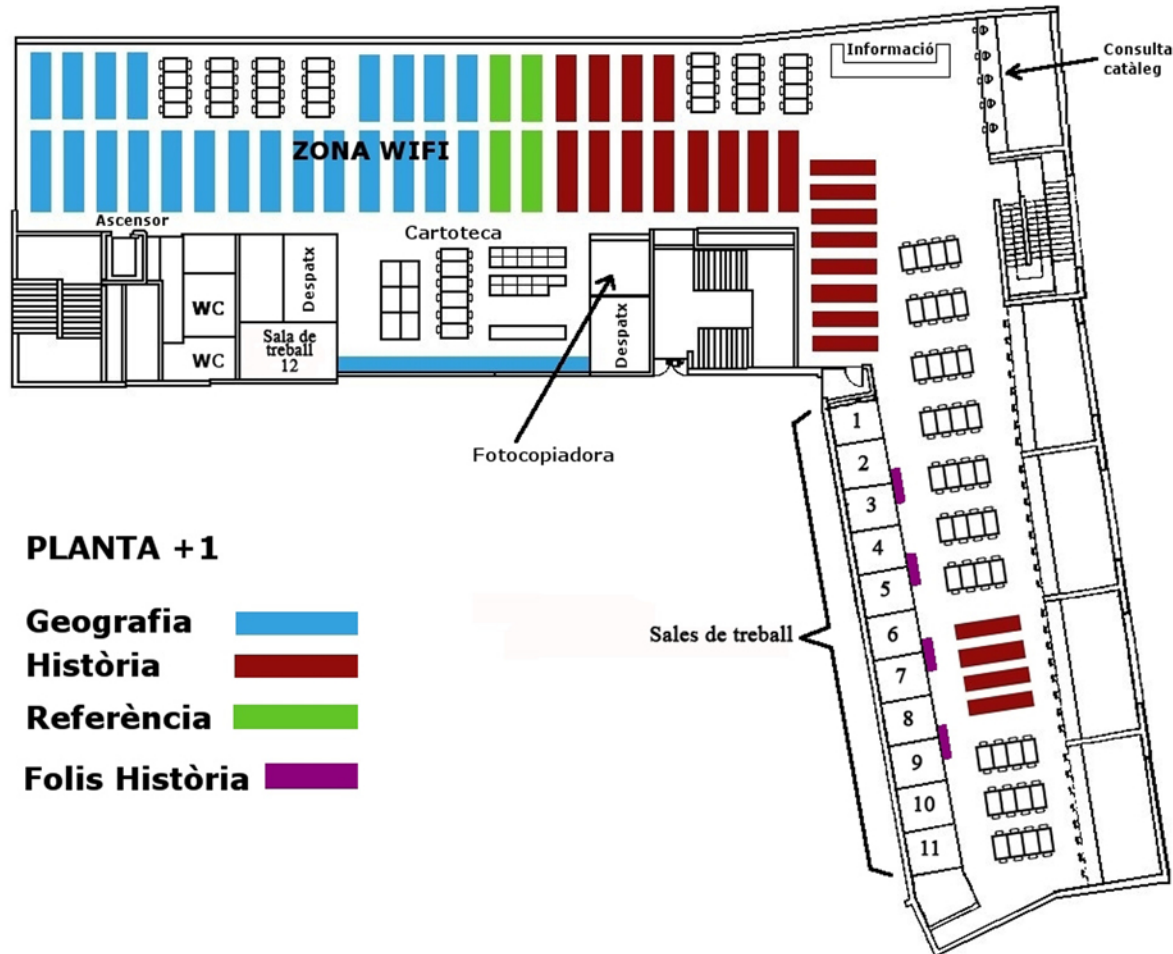 Informació
Consulta
catàleg
ZONA WIFI
Ascensor
Cartoteca
Despatx
WC
WC
Sala de
treball
12
Despatx
Fotocopiadora
1
2
3
4
5
6
7
8
9
10
11
Sales de treball
PLANTA +1
Geografia
Història
Referència
Folis Història